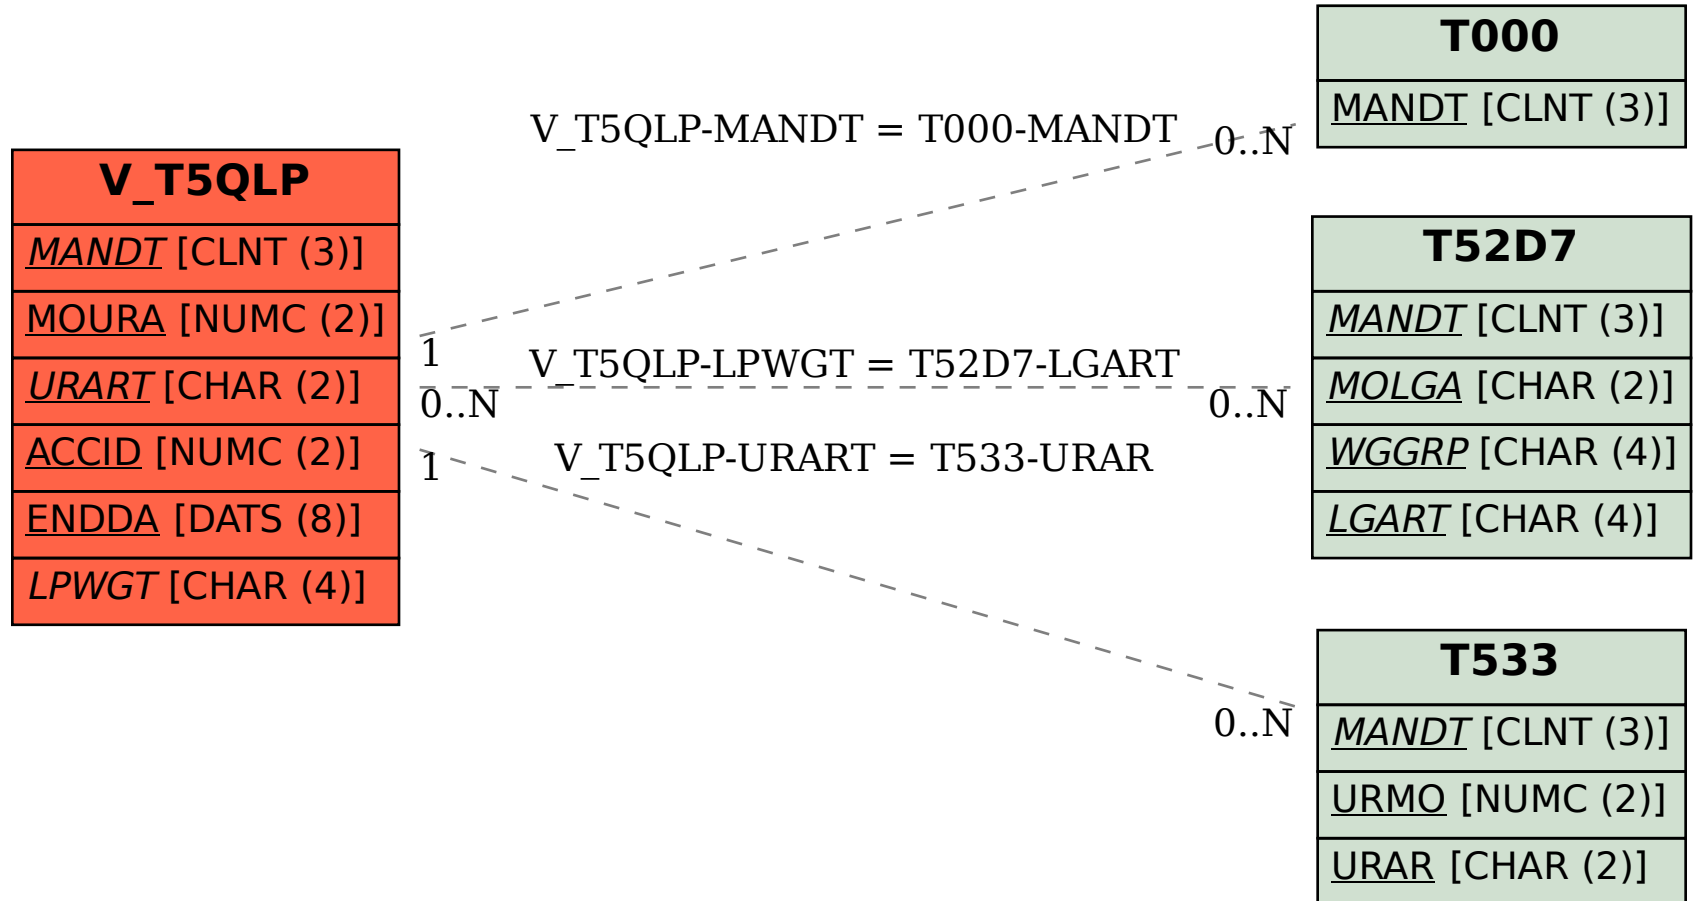 V_T5QLP
MANDT [CLNT (3)]
MOURA [NUMC (2)]
URART [CHAR (2)]
ACCID [NUMC (2)]
ENDDA [DATS (8)]
LPWGT [CHAR (4)]
V_T5QLP-MANDT = T000-MANDT
0..N
1
V_T5QLP-LPWGT = T52D7-LGART
0..N
0..N
V_T5QLP-URART = T533-URAR
1
0..N
T000
MANDT [CLNT (3)]
T52D7
MANDT [CLNT (3)]
MOLGA [CHAR (2)]
WGGRP [CHAR (4)]
LGART [CHAR (4)]
T533
MANDT [CLNT (3)]
URMO [NUMC (2)]
URAR [CHAR (2)]